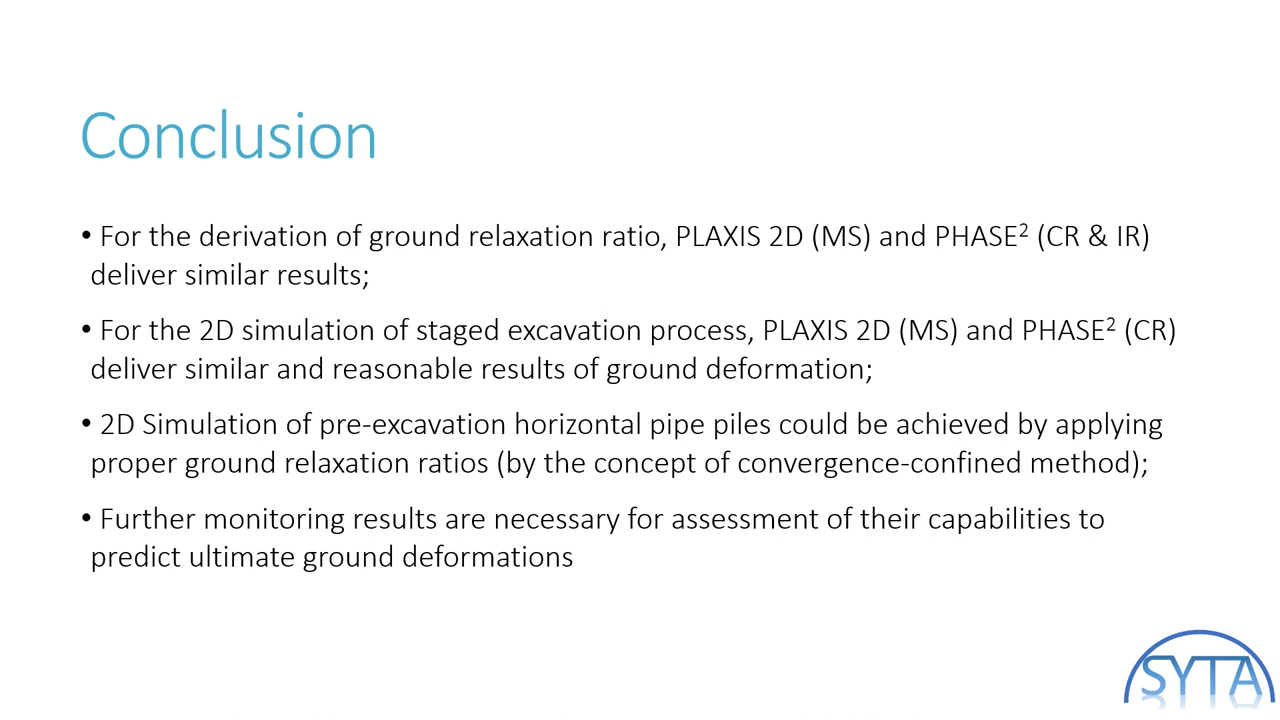 Conclusion
• For the derivation of ground relaxation ratio, PLAXIS 2D (MS) and PHASE² (CR & IR)
deliver similar results;
• For the 2D simulation of staged excavation process, PLAXIS 2D (MS) and PHASE² (CR)
deliver similar and reasonable results of ground deformation;
• 2D Simulation of pre-excavation horizontal pipe piles could be achieved by applying
proper ground relaxation ratios (by the concept of convergence-confined method);
• Further monitoring results are necessary for assessment of their capabilities to
predict ultimate ground deformations
SYTA